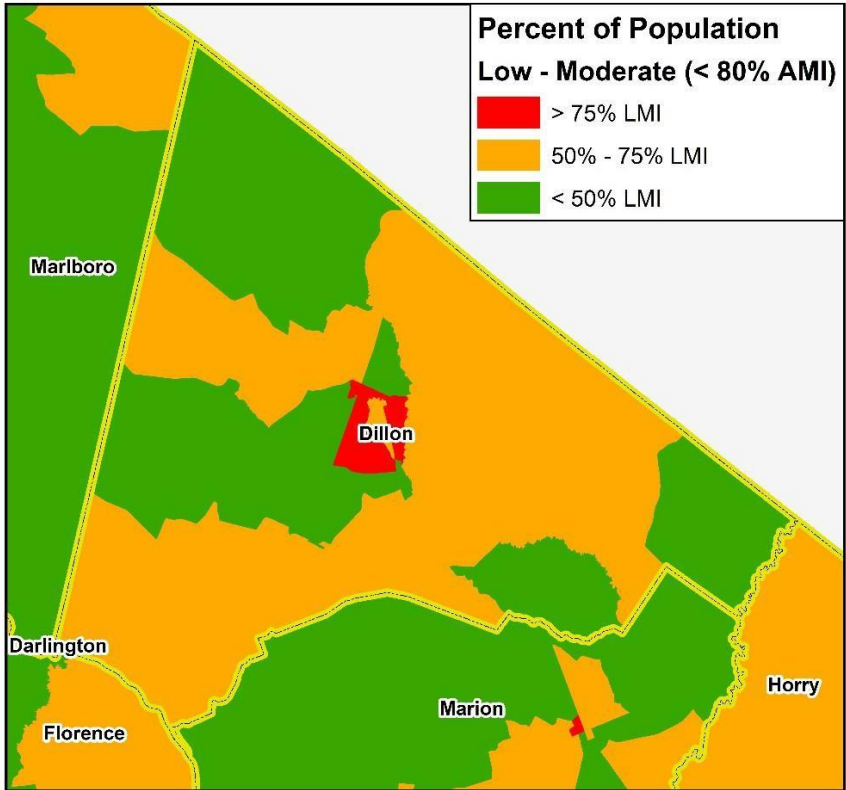 Percent of Population
Low - Moderate (< 80% AMI)
> 75% LMI
50% - 75% LMI
< 50% LMI
Marlboro
Dillon
Darlington
Florence
Marion
Horry